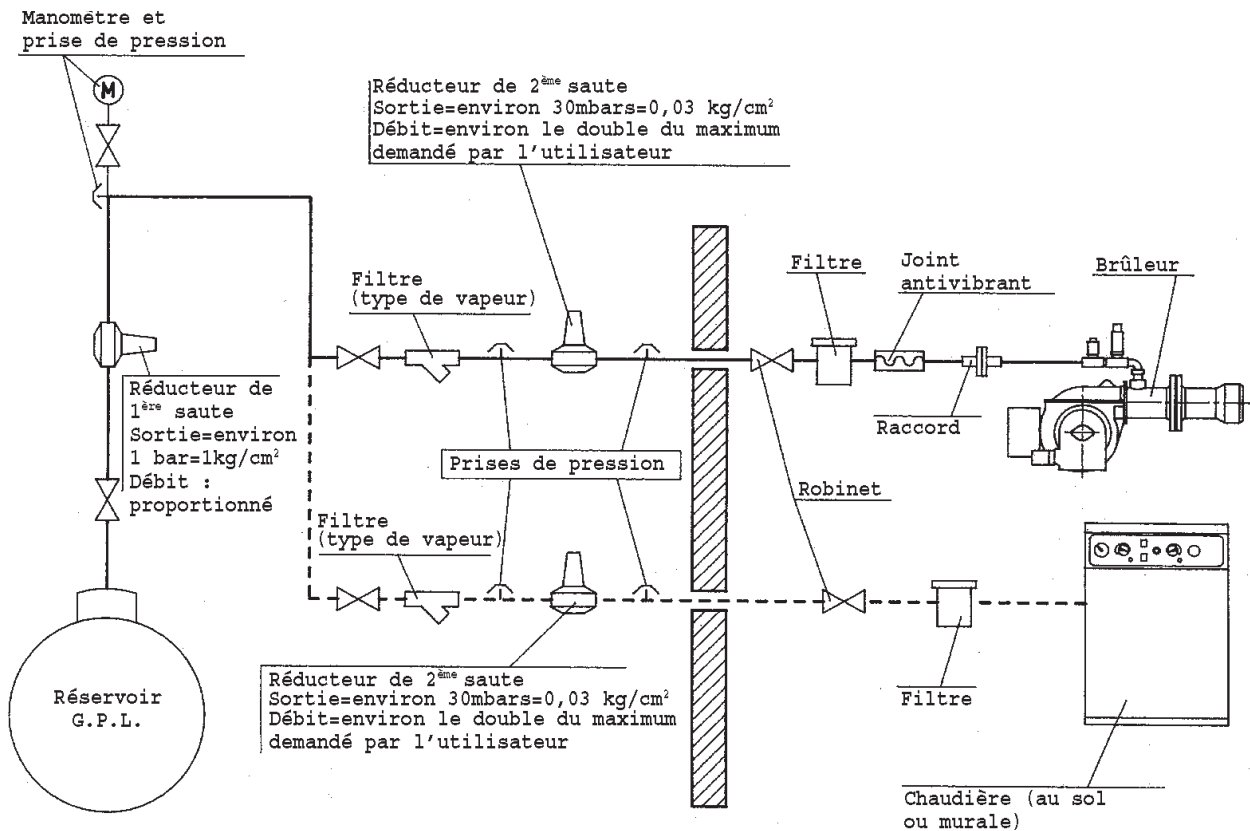 Manomètre et
prise de pression
M
Réducteur de 2ème saute
Sortie=environ 30mbars=0,03 kg/cm²
Débit=environ le double du maximum
demandé par l'utilisateur
Filtre
(type de vapeur)
Filtre
Joint
antivibrant
Brûleur
Réducteur de
1ère saute
Sortie=environ
1 bar=1kg/cm²
Débit :
proportionné
Raccord
Prises de pression
Robinet
Filtre
(type de vapeur)
Réservoir
G.P.L.
Réducteur de 2ème saute
Sortie=environ 30mbars=0,03 kg/cm²
Débit=environ le double du maximum
demandé par l'utilisateur
Filtre
Chaudière (au sol
ou murale)